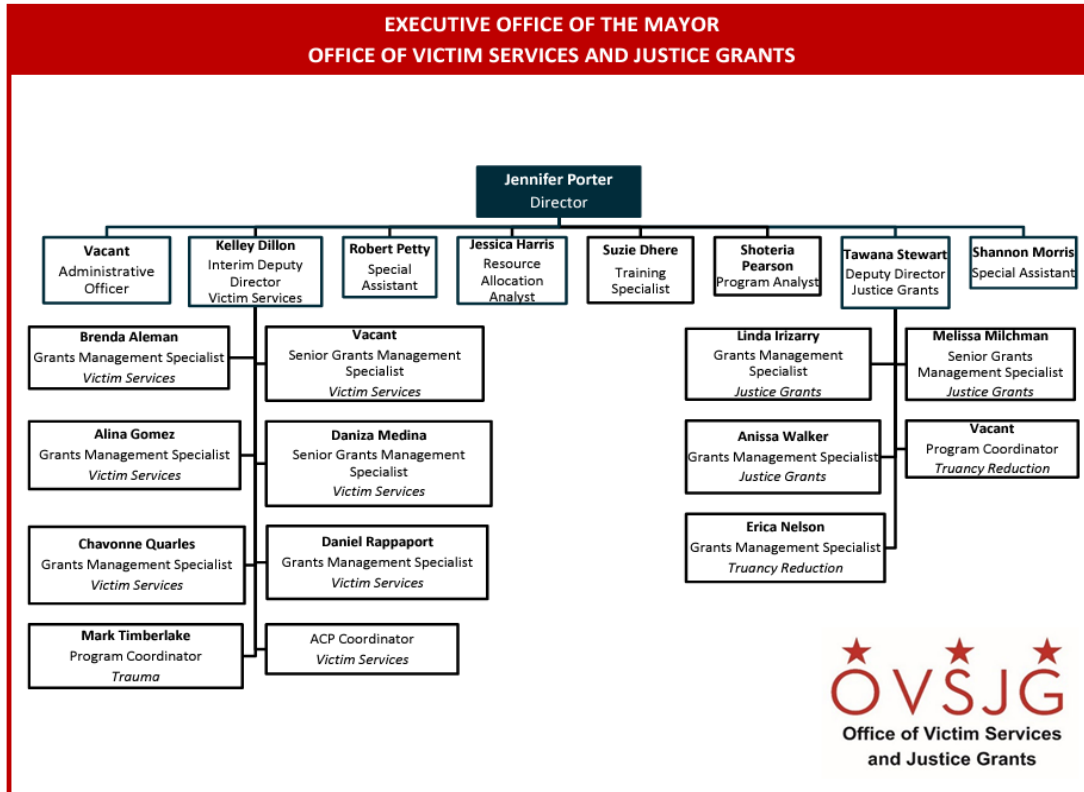 EXECUTIVE OFFICE OF THE MAYOR
OFFICE OF VICTIM SERVICES AND JUSTICE GRANTS
Jennifer Porter
Director
Vacant
Administrative
Officer
Kelley Dillon
Interim Deputy
Director
Victim Services
Robert Petty
Special
Assistant
Jessica Harris
Resource
Allocation
Analyst
Suzie Dhere
Training
Specialist
Shoteria
Pearson
Program Analyst
Tawana Stewart
Deputy Director
Justice Grants
Shannon Morris
Special Assistant
Brenda Aleman
Grants Management Specialist
Victim Services
Vacant
Senior Grants Management
Specialist
Victim Services
Linda Irizarry
Grants Management
Specialist
Justice Grants
Melissa Milchman
Senior Grants
Management Specialist
Justice Grants
Alina Gomez
Grants Management Specialist
Victim Services
Daniza Medina
Senior Grants Management
Specialist
Victim Services
Anissa Walker
Grants Management Specialist
Justice Grants
Vacant
Program Coordinator
Truancy Reduction
Chavonne Quarles
Grants Management Specialist
Victim Services
Daniel Rappaport
Grants Management Specialist
Victim Services
Erica Nelson
Grants Management Specialist
Truancy Reduction
Mark Timberlake
Program Coordinator
Trauma
ACP Coordinator
Victim Services
OVSJG
Office of Victim Services
and Justice Grants